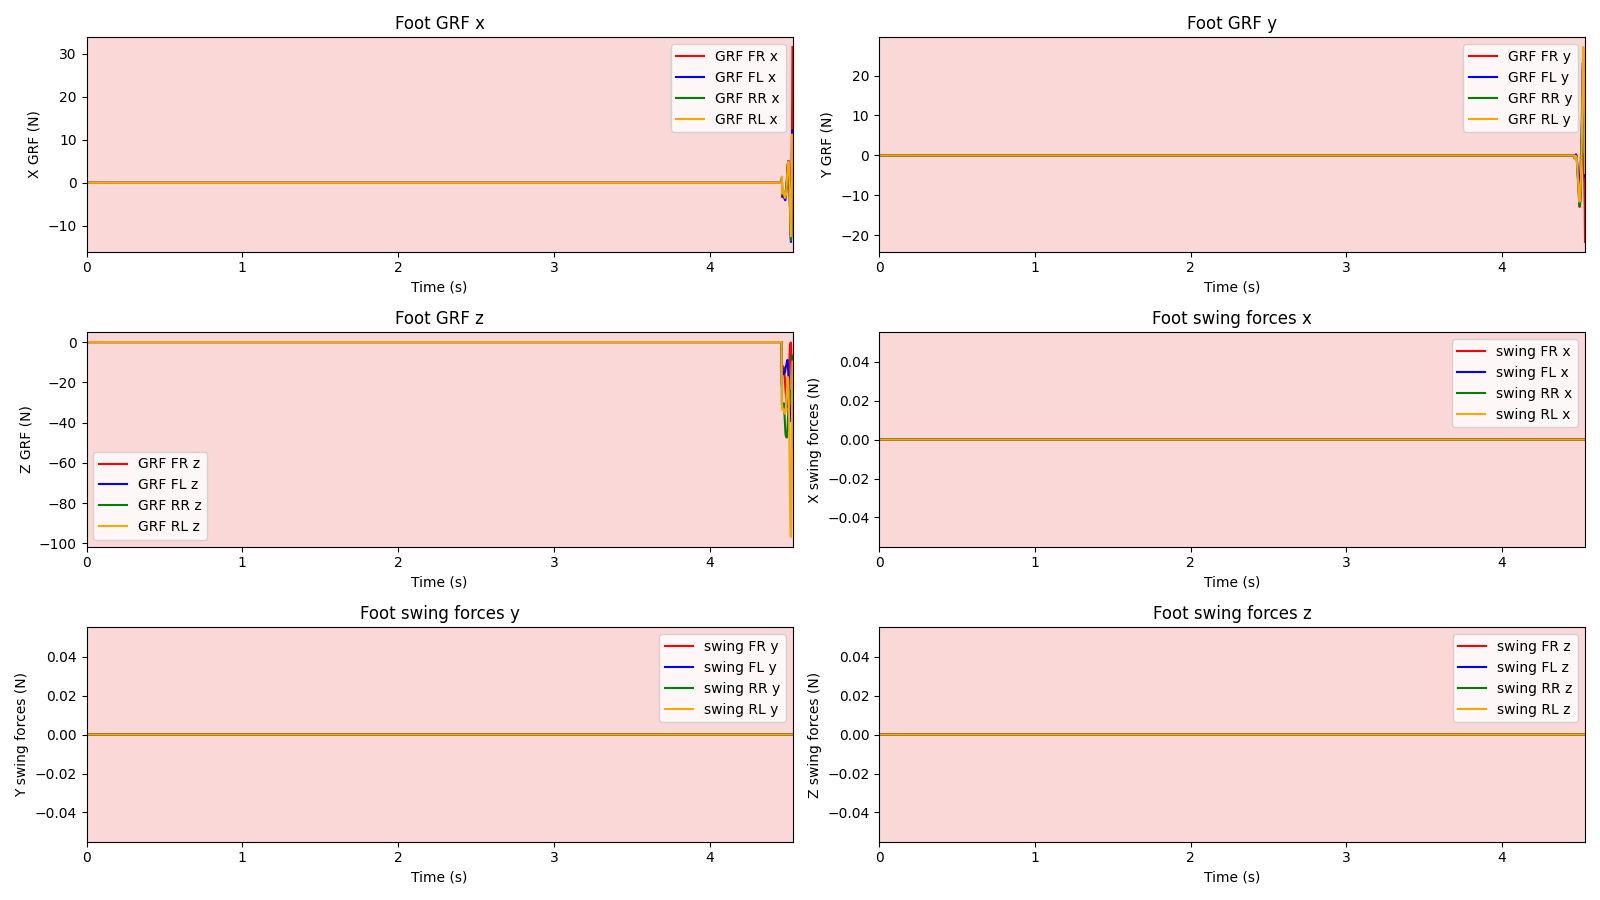 Foot GRF x
X GRF (N)
30
20
10
0
−10
GRF FR x
GRF FL x
GRF RR x
GRF RL x
0 1 2 3 4
Time (s)
Foot GRF y
Y GRF (N)
20
10
0
−10
−20
GRF FR y
GRF FL y
GRF RR y
GRF RL y
0 1 2 3 4
Time (s)
Foot GRF z
Z GRF (N)
0
−20
−40
−60
−80
−100
GRF FR z
GRF FL z
GRF RR z
GRF RL z
0 1 2 3 4
Time (s)
Foot swing forces x
X swing forces (N)
0.04
0.02
0.00
−0.02
−0.04
swing FR x
swing FL x
swing RR x
swing RL x
0 1 2 3 4
Time (s)
Foot swing forces y
Y swing forces (N)
0.04
0.02
0.00
−0.02
−0.04
swing FR y
swing FL y
swing RR y
swing RL y
0 1 2 3 4
Time (s)
Foot swing forces z
Z swing forces (N)
0.04
0.02
0.00
−0.02
−0.04
swing FR z
swing FL z
swing RR z
swing RL z
0 1 2 3 4
Time (s)